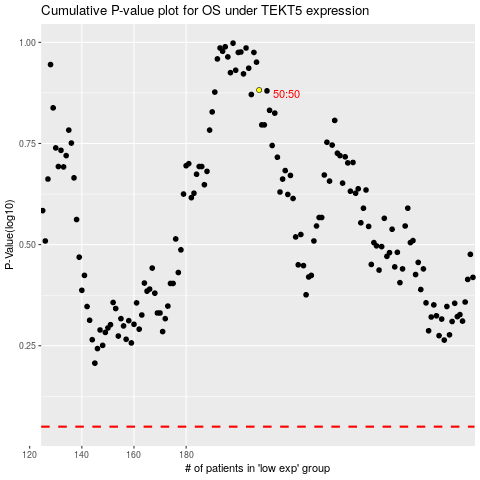 Cumulative P-value plot for OS under TEKT5 expression
1.00
50:50
0.75
P-Value(log10)
0.50
0.25
120 140 160 180
# of patients in 'low exp' group